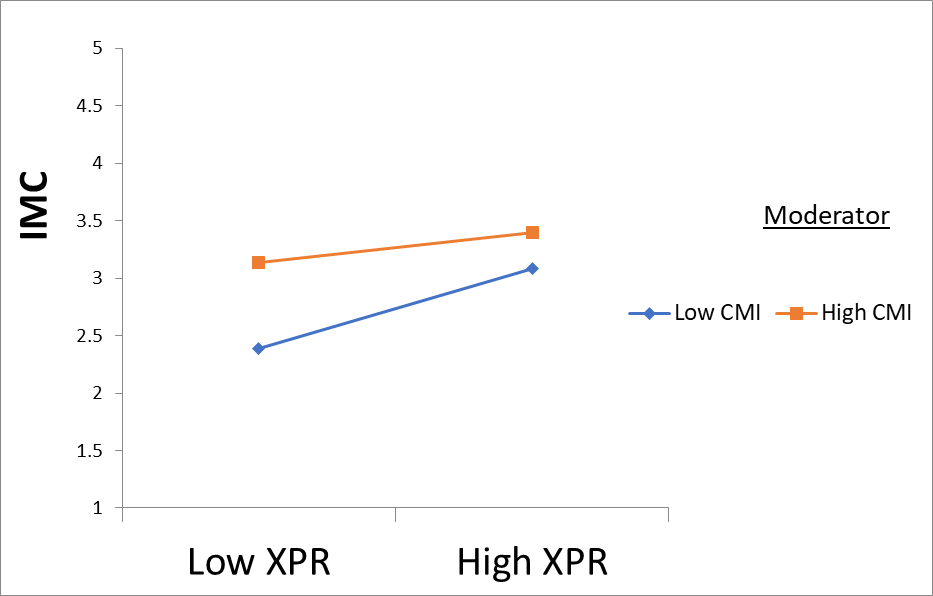 5
4.5
4
3.5
3
2.5
2
1.5
1
IMC
Low XPR
High XPR
Moderator
Low CMI
High CMI